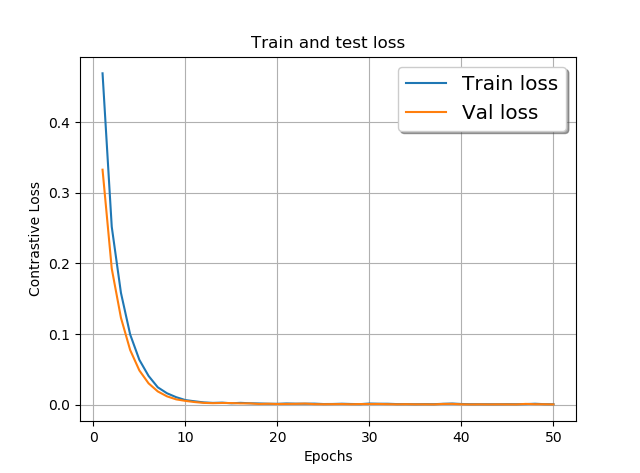 Train and test loss
Train loss
Val loss
Contrastive Loss
0.4
0.3
0.2
0.1
0.0
0 10 20 30 40 50
Epochs